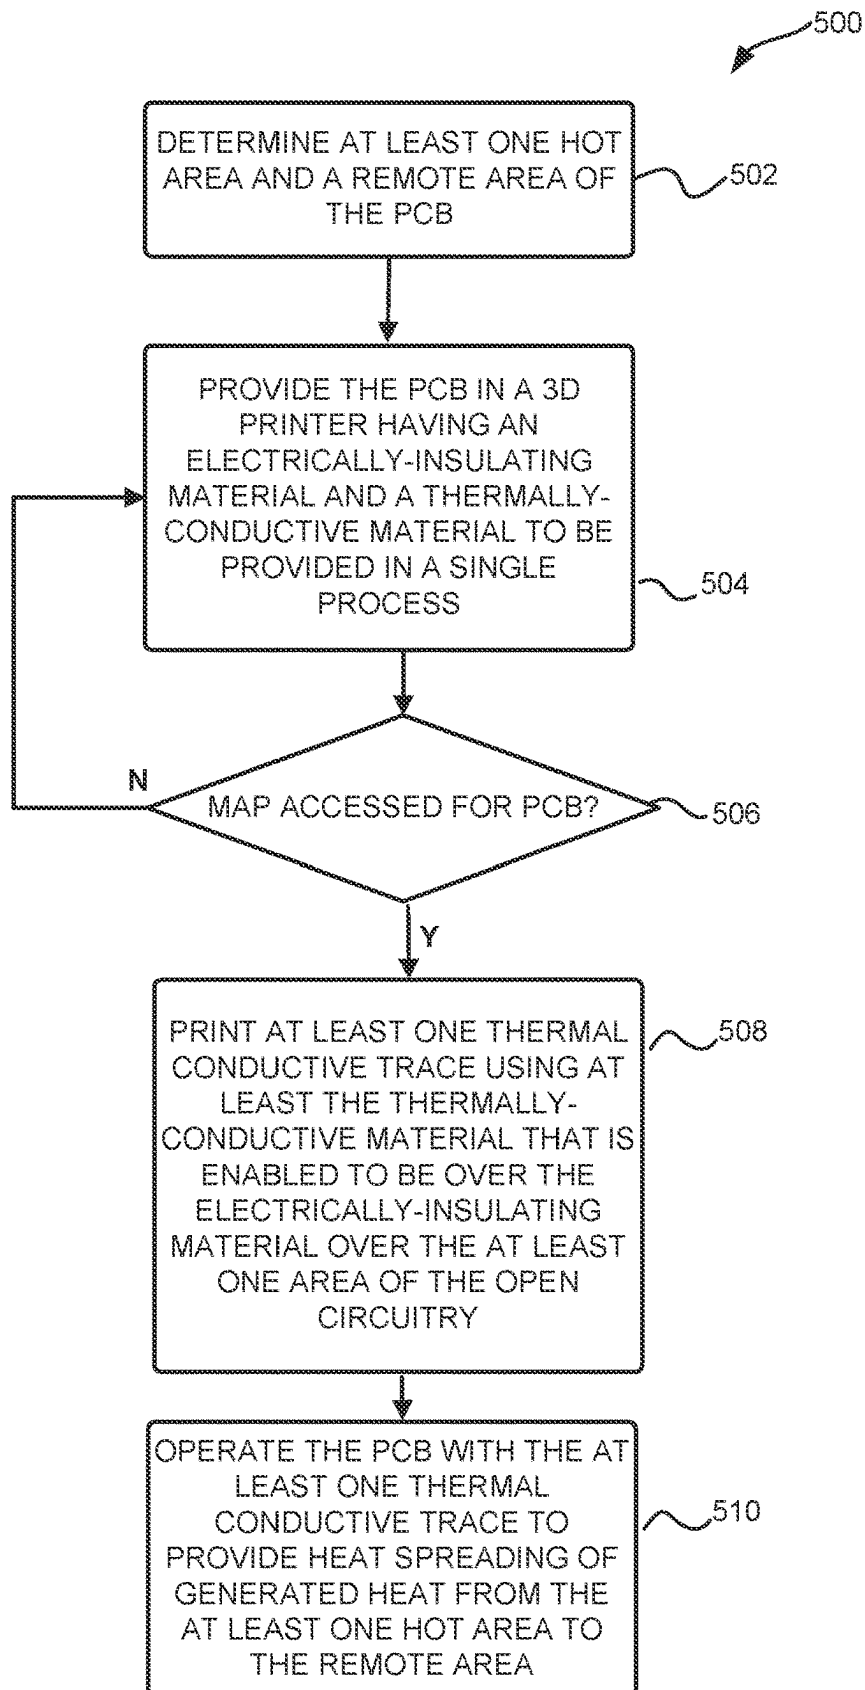 500
DETERMINE AT LEAST ONE HOT
AREA AND A REMOTE AREA OF
THE PCB
502
PROVIDE THE PCB IN A 3D
PRINTER HAVING AN
ELECTRICALLY-INSULATING
MATERIAL AND A THERMALLY-
CONDUCTIVE MATERIAL TO BE
PROVIDED IN A SINGLE
PROCESS
504
N
MAP ACCESSED FOR PCB?
506
Y
PRINT AT LEAST ONE THERMAL
CONDUCTIVE TRACE USING AT
LEAST THE THERMALLY-
CONDUCTIVE MATERIAL THAT IS
ENABLED TO BE OVER THE
ELECTRICALLY-INSULATING
MATERIAL OVER THE AT LEAST
ONE AREA OF THE OPEN
CIRCUITRY
508
OPERATE THE PCB WITH THE AT
LEAST ONE THERMAL
CONDUCTIVE TRACE TO
PROVIDE HEAT SPREADING OF
GENERATED HEAT FROM THE
AT LEAST ONE HOT AREA TO
THE REMOTE AREA
510